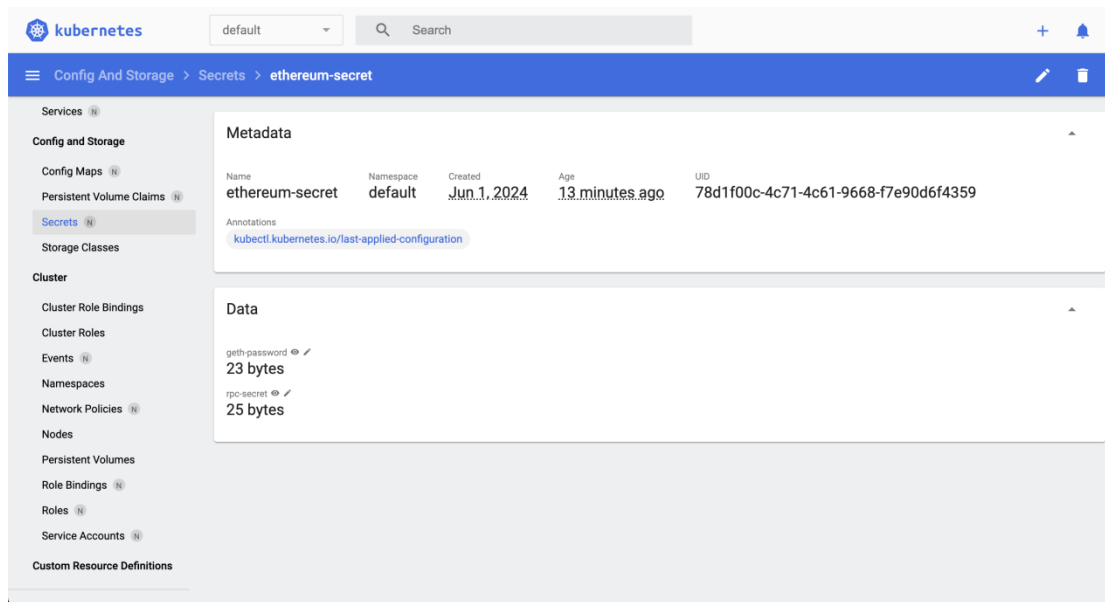 kubernetes
default
Search
Config And Storage > Secrets > ethereum-secret
Services N
Config and Storage
Config Maps N
Persistent Volume Claims N
Secrets N
Storage Classes
Cluster
Cluster Role Bindings
Cluster Roles
Events N
Namespaces
Network Policies N
Nodes
Persistent Volumes
Role Bindings N
Roles N
Service Accounts N
Custom Resource Definitions
Metadata
Name Namespace Created Age UID
ethereum-secret default Jun 1, 2024 13 minutes ago 78d1f00c-4c71-4c61-9668-f7e90d6f4359
Annotations
kubectl.kubernetes.io/last-applied-configuration
Data
geth-password
23 bytes
rpc-secret
25 bytes